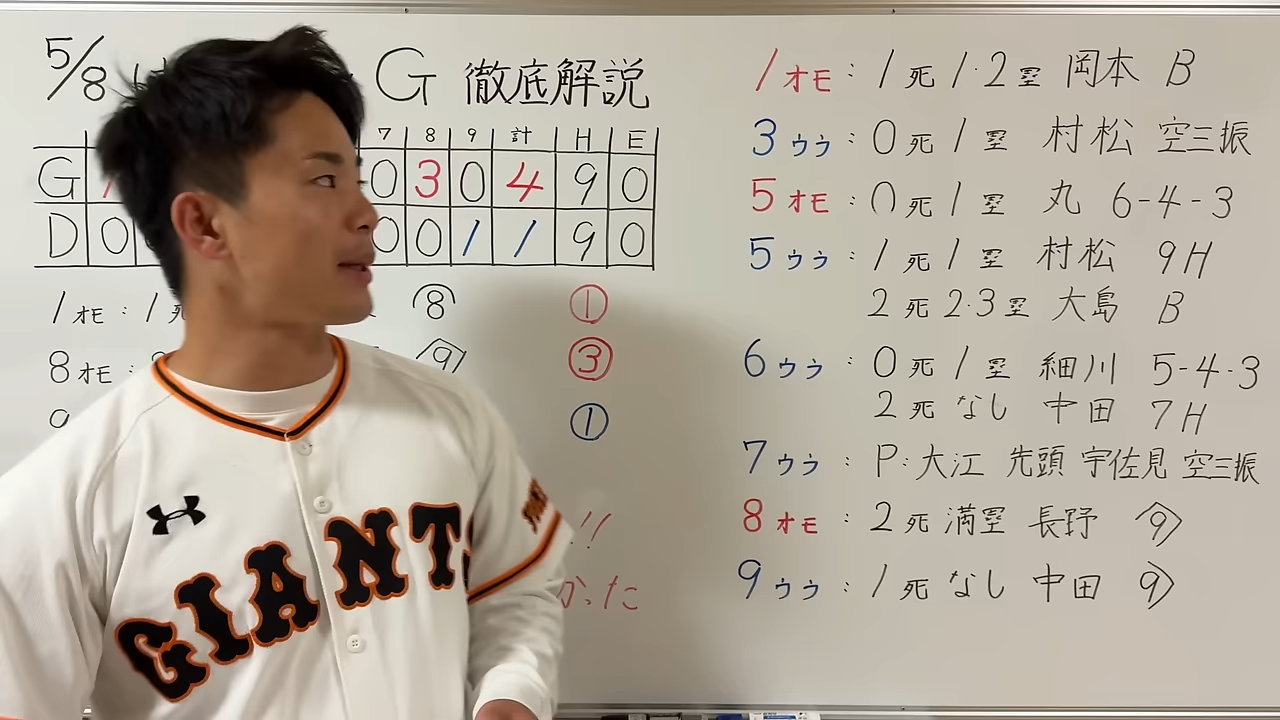 5/8 G 徹底解説
7 8 9 計 H E
G 0 3 0 4 9 0
D 0 0 0 1 1 9 0
1オモ:1死 8 ①
8オモ: 9 ③
①
!!
かった
1オモ:1死1・2塁 岡本 B
3ウラ:0死1塁 村松 空三振
5オモ:0死1塁 丸 6-4-3
5ウラ:1死1塁 村松 9H
2死2・3塁 大島 B
6ウラ:0死1塁 細川 5-4-3
2死なし 中田 7H
7ウラ:P:大江 先頭 宇佐見 空三振
8オモ:2死満塁 長野 9
9ウラ:1死なし 中田 9
GIANTS